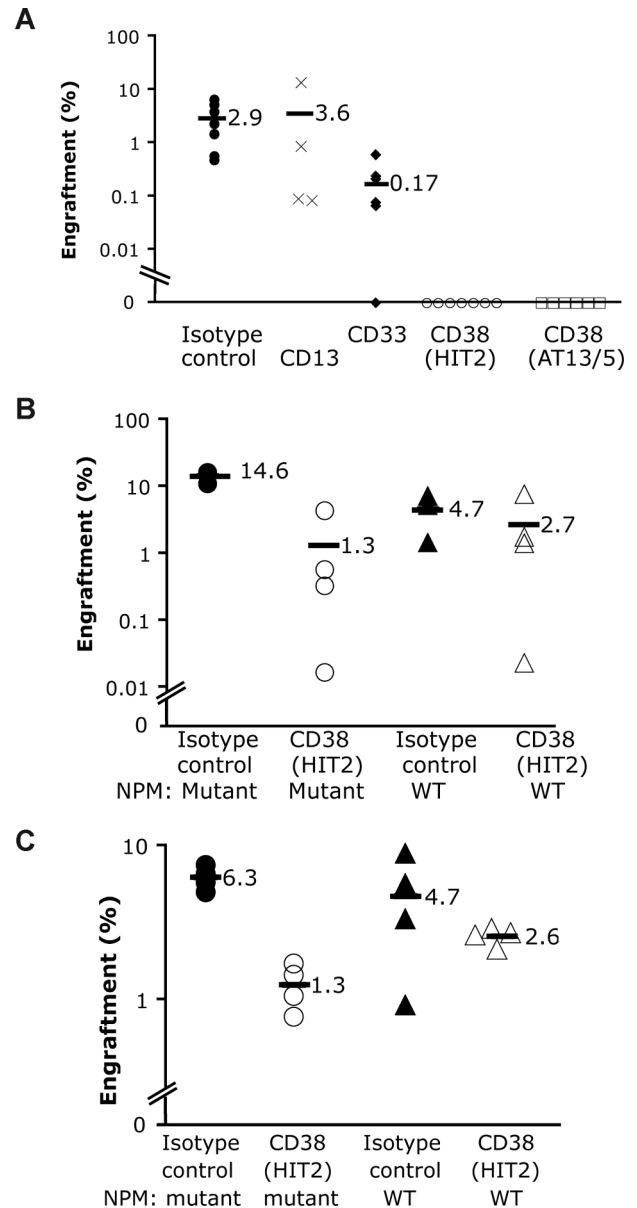 A
Engraftment (%)
100
10
1
0.1
0.01
0
2.9
3.6
0.17
Isotype control
CD13
CD33
CD38 (HIT2)
CD38 (AT13/5)
B
Engraftment (%)
100
10
1
0.1
0.01
0
14.6
1.3
4.7
2.7
Isotype CD38 Isotype CD38
control (HIT2) control (HIT2)
NPM: Mutant Mutant WT WT
C
Engraftment (%)
10
1
0
6.3
1.3
4.7
2.6
Isotype CD38 Isotype CD38
control (HIT2) control (HIT2)
NPM: mutant mutant WT WT